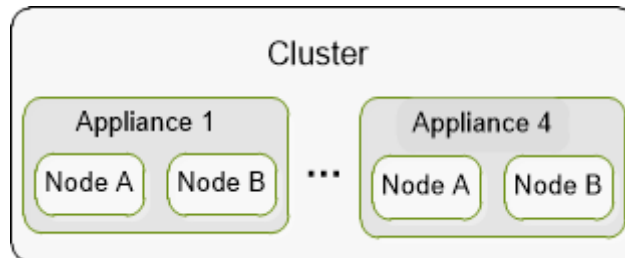 Cluster
Appliance 1
Node A
Node B
...
Appliance 4
Node A
Node B